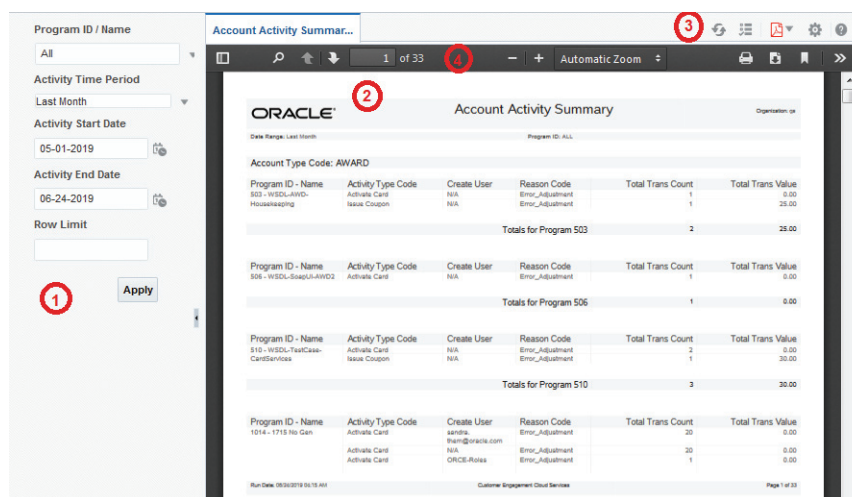 Program ID / Name
All
Activity Time Period
Last Month
Activity Start Date
05-01-2019
Activity End Date
06-24-2019
Row Limit
Apply
1
Account Activity Summar...
3
1 of 33
4
Automatic Zoom
2
ORACLE
Account Activity Summary
Organization: qa
Date Range: Last Month Program ID: ALL
Account Type Code: AWARD
Program ID - Name Activity Type Code Create User Reason Code Total Trans Count Total Trans Value
503 - WSDL-AWD- Activate Card N/A Error_Adjustment 1 0.00
Housekeeping Issue Coupon N/A Error_Adjustment 1 25.00
Totals for Program 503 2 25.00
Program ID - Name Activity Type Code Create User Reason Code Total Trans Count Total Trans Value
506 - WSDL-SoapUI-AWD2 Activate Card N/A Error_Adjustment 1 0.00
Totals for Program 506 1 0.00
Program ID - Name Activity Type Code Create User Reason Code Total Trans Count Total Trans Value
510 - WSDL-TestCase- Activate Card N/A Error_Adjustment 2 0.00
CardServices Issue Coupon N/A Error_Adjustment 1 30.00
Totals for Program 510 3 30.00
Program ID - Name Activity Type Code Create User Reason Code Total Trans Count Total Trans Value
1014 - 1715 No Gen Activate Card sandra. Error_Adjustment 20 0.00
them@oracle.com
Activate Card N/A Error_Adjustment 20 0.00
Activate Card ORCE-Roles Error_Adjustment 1 0.00
Run Date: 06/24/2019 Customer Engagement Cloud Services Page 1 of 33